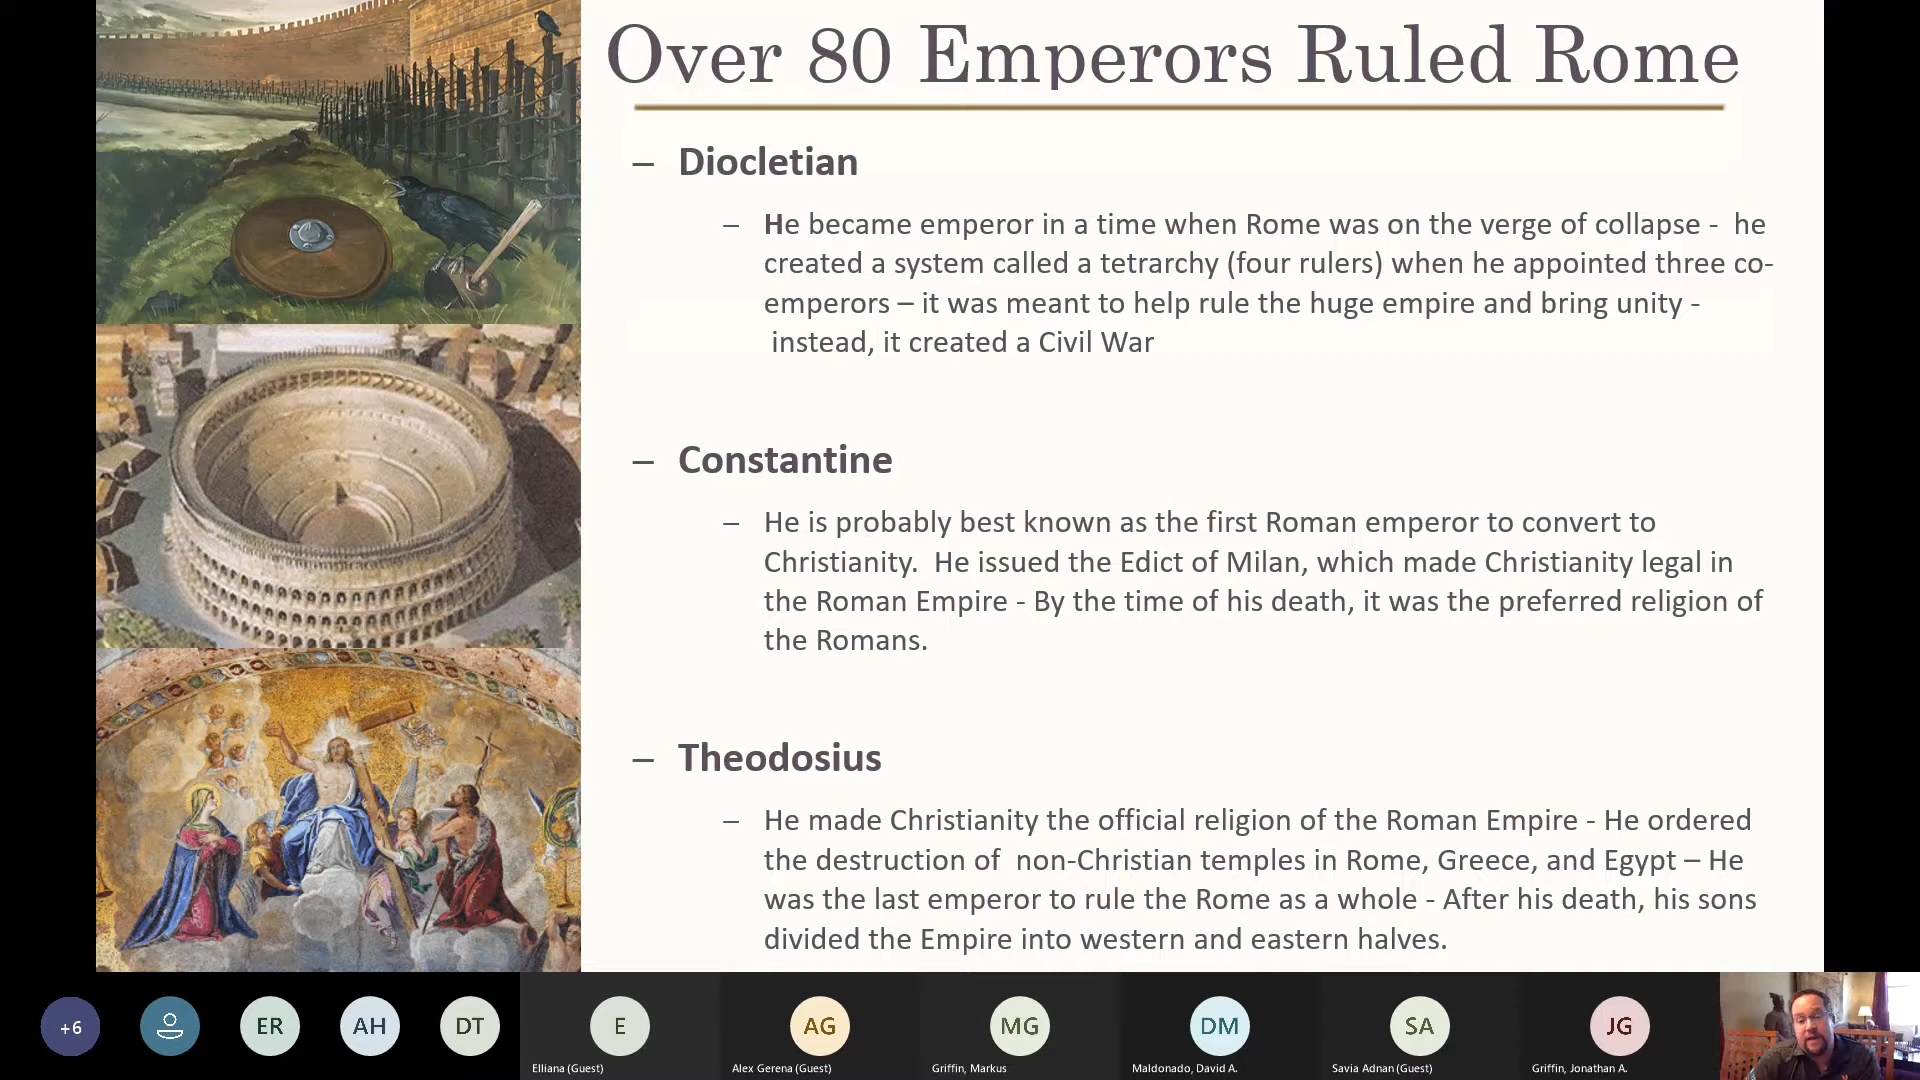 Over 80 Emperors Ruled Rome
– Diocletian
– He became emperor in a time when Rome was on the verge of collapse - he
created a system called a tetrarchy (four rulers) when he appointed three co-
emperors – it was meant to help rule the huge empire and bring unity -
instead, it created a Civil War
– Constantine
– He is probably best known as the first Roman emperor to convert to
Christianity. He issued the Edict of Milan, which made Christianity legal in
the Roman Empire - By the time of his death, it was the preferred religion of
the Romans.
– Theodosius
– He made Christianity the official religion of the Roman Empire - He ordered
the destruction of non-Christian temples in Rome, Greece, and Egypt – He
was the last emperor to rule the Rome as a whole - After his death, his sons
divided the Empire into western and eastern halves.
+6
ER
AH
DT
E
AG
MG
DM
SA
JG
Elliana (Guest)
Alex Gerena (Guest)
Griffin, Markus
Maldonado, David A.
Savia Adnan (Guest)
Griffin, Jonathan A.